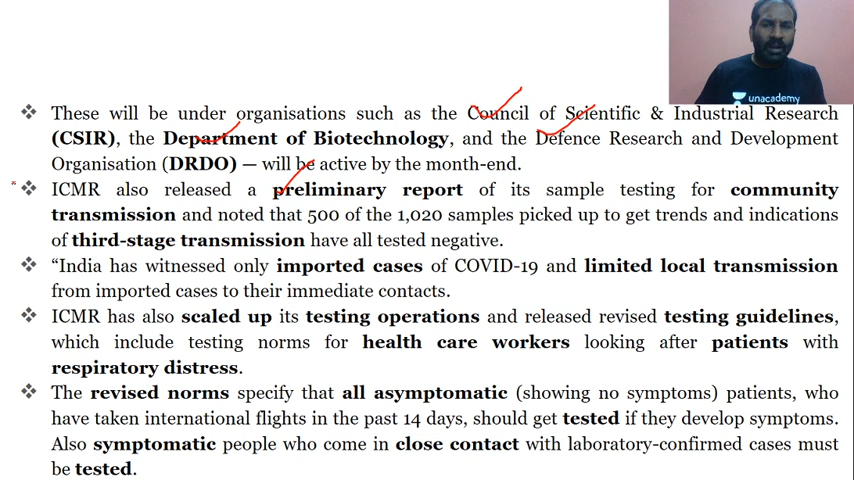 unacademy
❖ These will be under organisations such as the Council of Scientific & Industrial Research
(CSIR), the Department of Biotechnology, and the Defence Research and Development
Organisation (DRDO) — will be active by the month-end.
❖ ICMR also released a preliminary report of its sample testing for community
transmission and noted that 500 of the 1,020 samples picked up to get trends and indications
of third-stage transmission have all tested negative.
❖ “India has witnessed only imported cases of COVID-19 and limited local transmission
from imported cases to their immediate contacts.
❖ ICMR has also scaled up its testing operations and released revised testing guidelines,
which include testing norms for health care workers looking after patients with
respiratory distress.
❖ The revised norms specify that all asymptomatic (showing no symptoms) patients, who
have taken international flights in the past 14 days, should get tested if they develop symptoms.
Also symptomatic people who come in close contact with laboratory-confirmed cases must
be tested.